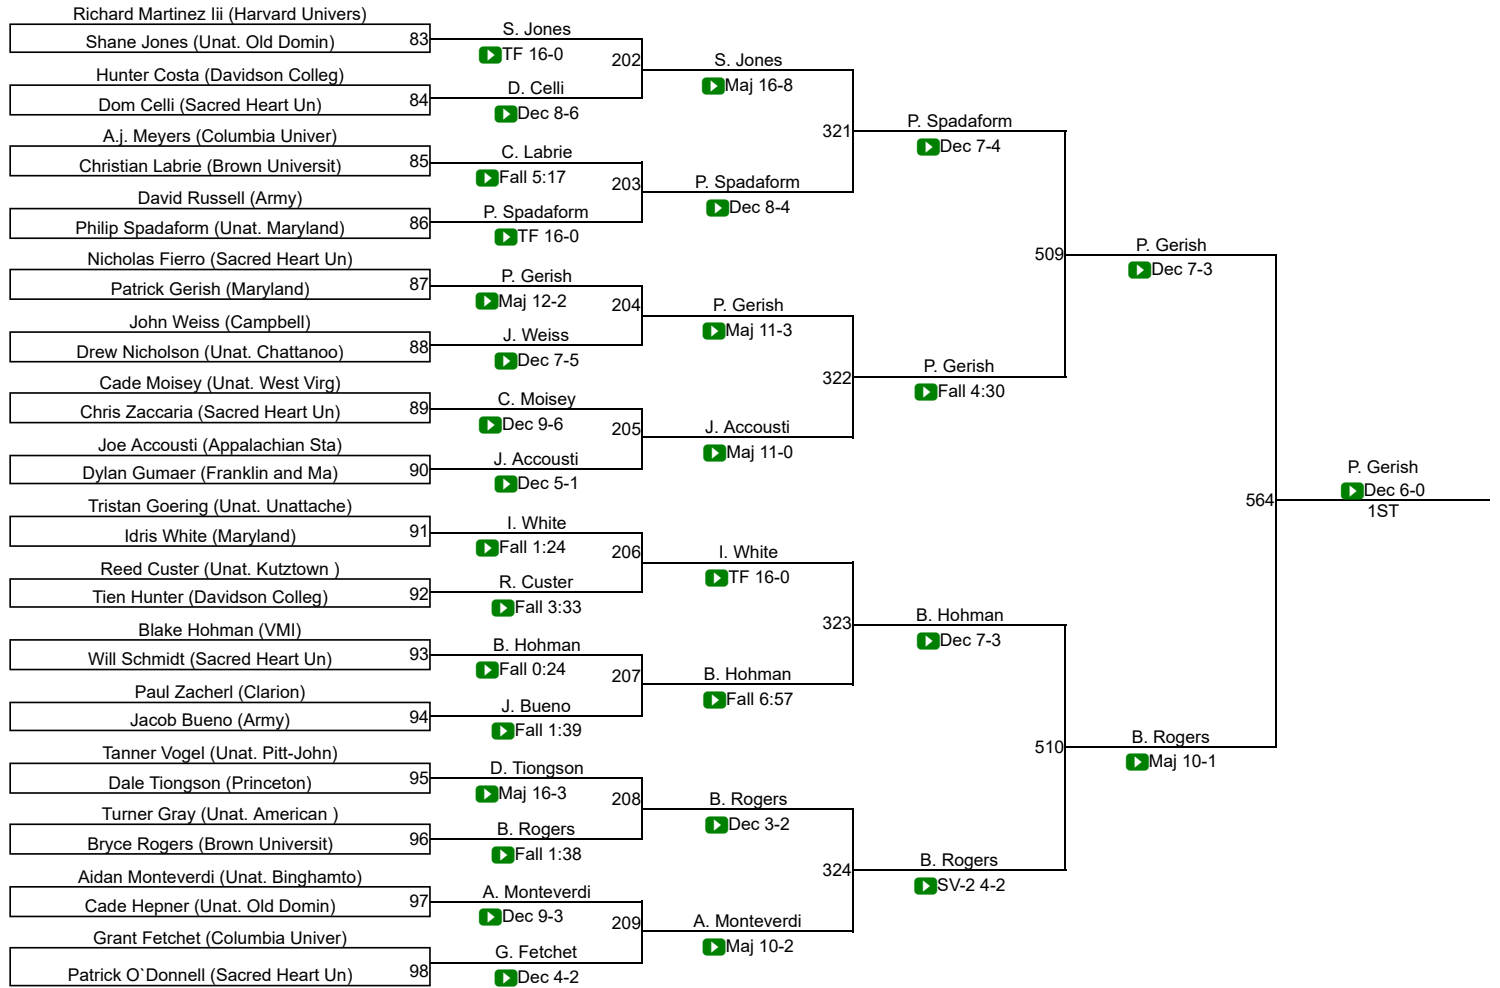 Richard Martinez Iii (Harvard Univers)
Shane Jones (Unat. Old Domin)
83
Hunter Costa (Davidson Colleg)
Dom Celli (Sacred Heart Un)
84
A.j. Meyers (Columbia Univer)
Christian Labrie (Brown Universit)
85
David Russell (Army)
Philip Spadaform (Unat. Maryland)
86
Nicholas Fierro (Sacred Heart Un)
Patrick Gerish (Maryland)
87
John Weiss (Campbell)
Drew Nicholson (Unat. Chattanoo)
88
Cade Moisey (Unat. West Virg)
Chris Zaccaria (Sacred Heart Un)
89
Joe Accousti (Appalachian Sta)
Dylan Gumaer (Franklin and Ma)
90
Tristan Goering (Unat. Unattache)
Idris White (Maryland)
91
Reed Custer (Unat. Kutztown )
Tien Hunter (Davidson Colleg)
92
Blake Hohman (VMI)
Will Schmidt (Sacred Heart Un)
93
Paul Zacherl (Clarion)
Jacob Bueno (Army)
94
Tanner Vogel (Unat. Pitt-John)
Dale Tiongson (Princeton)
95
Turner Gray (Unat. American )
Bryce Rogers (Brown Universit)
96
Aidan Monteverdi (Unat. Binghamto)
Cade Hepner (Unat. Old Domin)
97
Grant Fetchet (Columbia Univer)
Patrick O`Donnell (Sacred Heart Un)
98
S. Jones
TF 16-0
202
D. Celli
Dec 8-6
C. Labrie
Fall 5:17
203
P. Spadaform
TF 16-0
P. Gerish
Maj 12-2
204
J. Weiss
Dec 7-5
C. Moisey
Dec 9-6
205
J. Accousti
Dec 5-1
I. White
Fall 1:24
206
R. Custer
Fall 3:33
B. Hohman
Fall 0:24
207
J. Bueno
Fall 1:39
D. Tiongson
Maj 16-3
208
B. Rogers
Fall 1:38
A. Monteverdi
Dec 9-3
209
G. Fetchet
Dec 4-2
S. Jones
Maj 16-8
321
P. Spadaform
Dec 8-4
P. Gerish
Maj 11-3
322
J. Accousti
Maj 11-0
I. White
TF 16-0
323
B. Hohman
Fall 6:57
B. Rogers
Dec 3-2
324
A. Monteverdi
Maj 10-2
P. Spadaform
Dec 7-4
509
P. Gerish
Fall 4:30
B. Hohman
Dec 7-3
510
B. Rogers
SV-2 4-2
P. Gerish
Dec 7-3
564
B. Rogers
Maj 10-1
P. Gerish
Dec 6-0
1ST